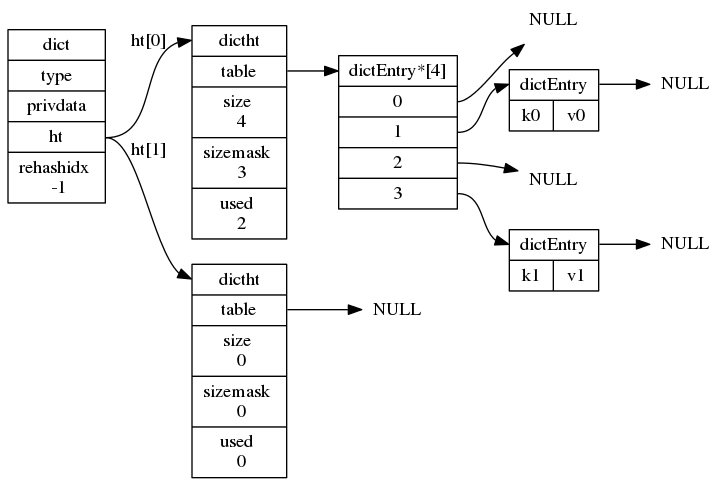 dict
type
privdata
ht
rehashidx
-1
ht[0]
ht[1]
dictht
table
size
4
sizemask
3
used
2
dictht
table
size
0
sizemask
0
used
0
NULL
dictEntry*[4]
0
1
2
3
NULL
dictEntry
k0 v0
NULL
NULL
dictEntry
k1 v1
NULL